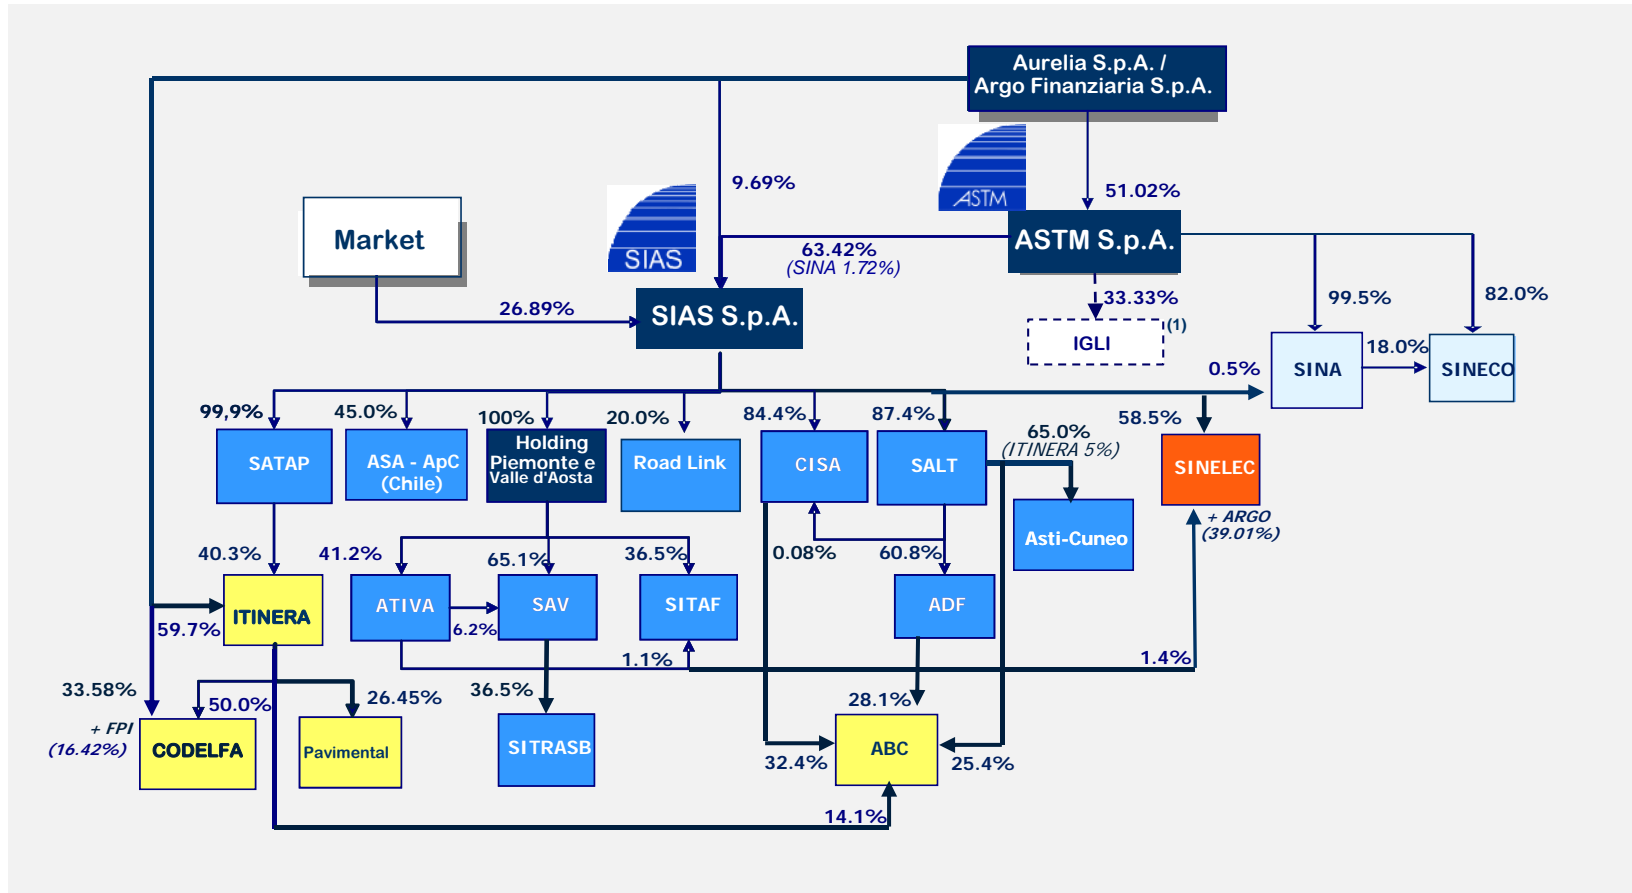 Aurelia S.p.A. /
Argo Finanziaria S.p.A.
9.69%
ASTM
51.02%
Market
SIAS
ASTM S.p.A.
63.42%
(SINA 1.72%)
26.89%
SIAS S.p.A.
33.33%
(1)
IGLI
99.5%
82.0%
SINA
18.0%
SINECO
0.5%
99,9%
45.0%
100%
20.0%
84.4%
87.4%
65.0%
(ITINERA 5%)
58.5%
SATAP
ASA - ApC
(Chile)
Holding
Piemonte e
Valle d'Aosta
Road Link
CISA
SALT
SINELEC
+ ARGO
(39.01%)
Asti-Cuneo
40.3%
41.2%
65.1%
36.5%
0.08%
60.8%
ITINERA
ATIVA
6.2%
SAV
SITAF
ADF
59.7%
1.1%
1.4%
33.58%
+ FPI
(16.42%)
50.0%
26.45%
36.5%
28.1%
CODELFA
Pavimental
SITRASB
ABC
32.4%
25.4%
14.1%